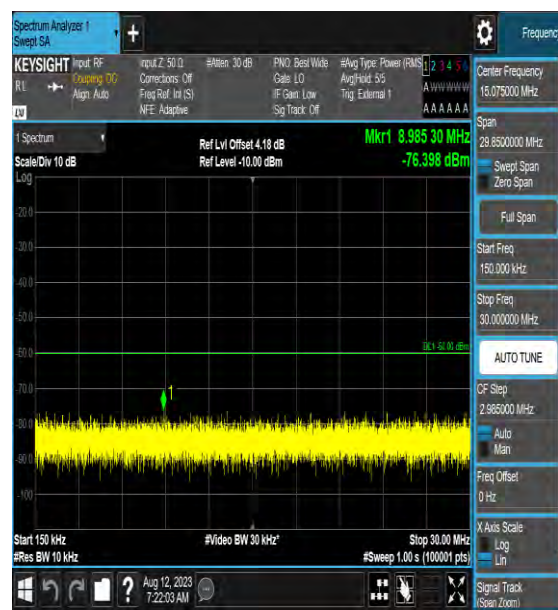 Spectrum Analyzer 1
Swept SA
+
Frequenc
KEYSIGHT
Input: RF
Coupling: DC
Align: Auto
Input Z: 50 Ω
Corrections: Off
Freq Ref: Int (S)
NFE: Adaptive
#Atten: 30 dB
PNO: Best Wide
Gate: LO
IF Gain: Low
Sig Track: Off
#Avg Type: Power (RMS
Avg|Hold: 5/5
Trig: External 1
1 2 3 4 5 6
A W W W W W
A A A A A A
R L
LW
1 Spectrum
Scale/Div 10 dB
Ref Lvl Offset 4.18 dB
Ref Level -10.00 dBm
Mkr1 8.985 30 MHz
-76.398 dBm
Log
-20.0
-30.0
-40.0
-50.0
-60.0
-70.0
-80.0
-90.0
-100
DL1 -60.00 dBm
1
Start 150 kHz
#Res BW 10 kHz
#Video BW 30 kHz*
Stop 30.00 MHz
#Sweep 1.00 s (100001 pts)
Center Frequency
15.075000 MHz
Span
29.8500000 MHz
Swept Span
Zero Span
Full Span
Start Freq
150.000 kHz
Stop Freq
30.000000 MHz
AUTO TUNE
CF Step
2.985000 MHz
Auto
Man
Freq Offset
0 Hz
X Axis Scale
Log
Lin
Signal Track
(Span Zoom)
?
Aug 12, 2023
7:22:03 AM